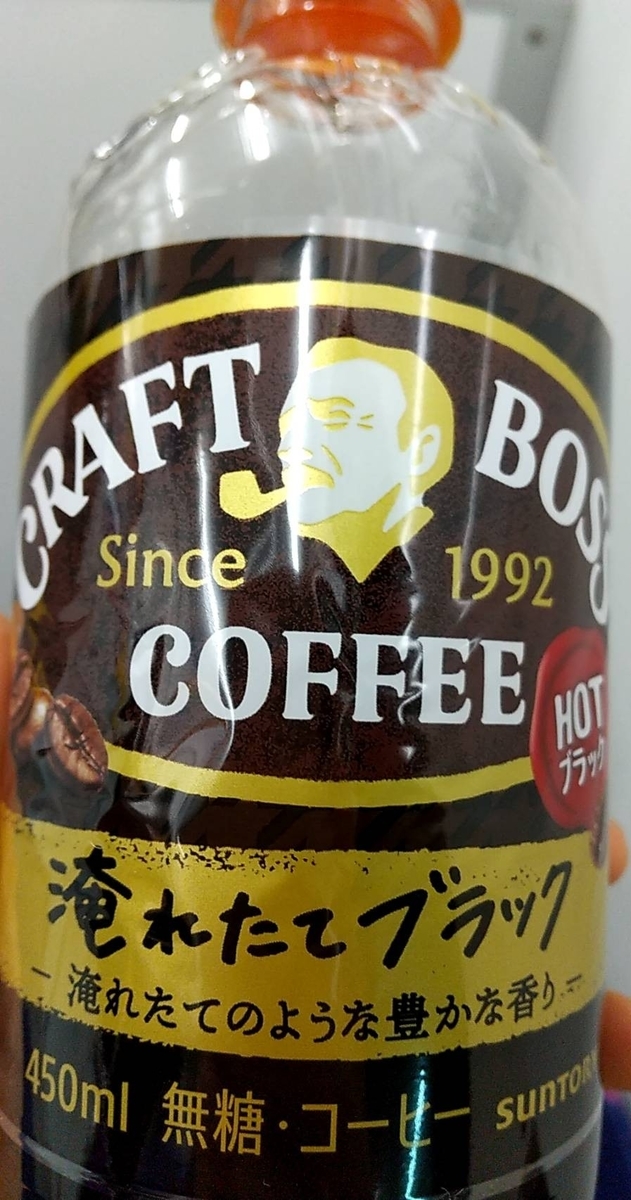 CRAFT BOSS
Since 1992
COFFEE
HOT
ブラック
淹れたてブラック
－淹れたてのような豊かな香り－
450ml 無糖・コーヒー SUNTORY